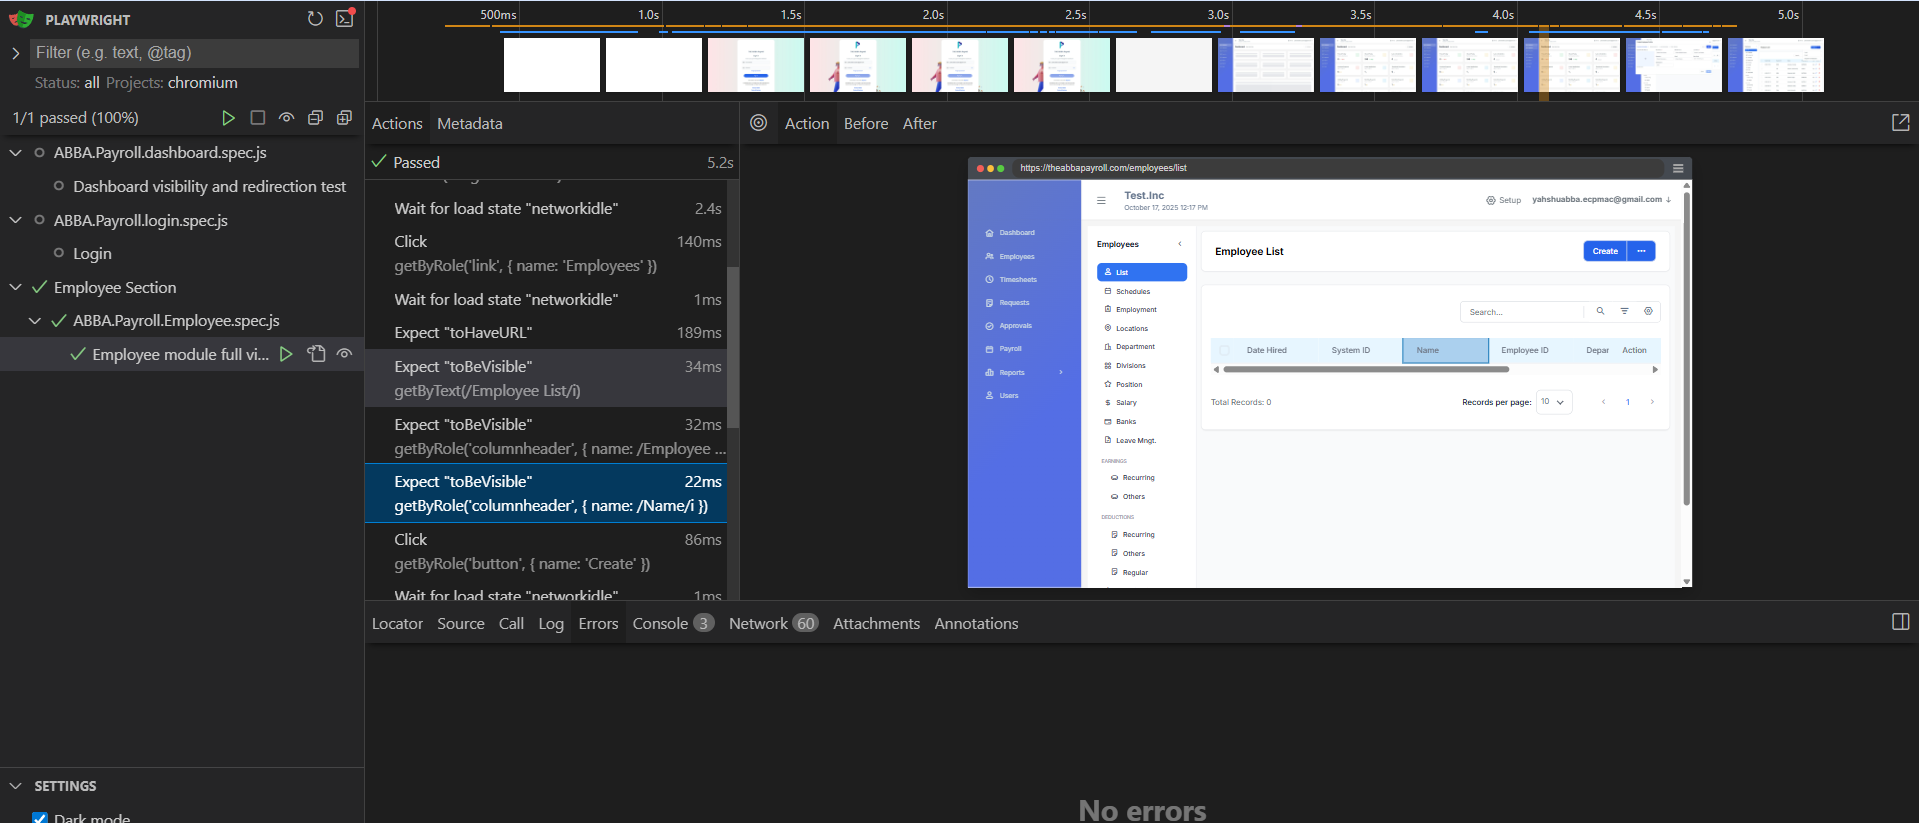 PLAYWRIGHT
Filter (e.g. text, @tag)
Status: all Projects: chromium
1/1 passed (100%)
ABBA.Payroll.dashboard.spec.js
Dashboard visibility and redirection test
ABBA.Payroll.login.spec.js
Login
Employee Section
ABBA.Payroll.Employee.spec.js
Employee module full vi...
SETTINGS
Dark mode
500ms 1.0s 1.5s 2.0s 2.5s 3.0s 3.5s 4.0s 4.5s 5.0s
Actions Metadata
Passed 5.2s
Wait for load state "networkidle" 2.4s
Click 140ms
getByRole('link', { name: 'Employees' })
Wait for load state "networkidle" 1ms
Expect "toHaveURL" 189ms
Expect "toBeVisible" 34ms
getByText(/Employee List/i)
Expect "toBeVisible" 32ms
getByRole('columnheader', { name: /Employee ...
Expect "toBeVisible" 22ms
getByRole('columnheader', { name: /Name/i })
Click 86ms
getByRole('button', { name: 'Create' })
Wait for load state "networkidle" 1ms
Action Before After
https://theabbapayroll.com/employees/list
Test.Inc
October 17, 2025 12:17 PM
Setup yahshuabba.ecpmac@gmail.com
Dashboard
Employees
Timesheets
Requests
Approvals
Payroll
Reports
Users
Employees
List
Schedules
Employment
Locations
Department
Divisions
Position
Salary
Banks
Leave Mngt.
EARNINGS
Recurring
Others
DEDUCTIONS
Recurring
Others
Regular
Employee List
Create ...
Search...
Date Hired System ID Name Employee ID Depar Action
Total Records: 0
Records per page: 10 1
Locator Source Call Log Errors Console 3 Network 60 Attachments Annotations
No errors